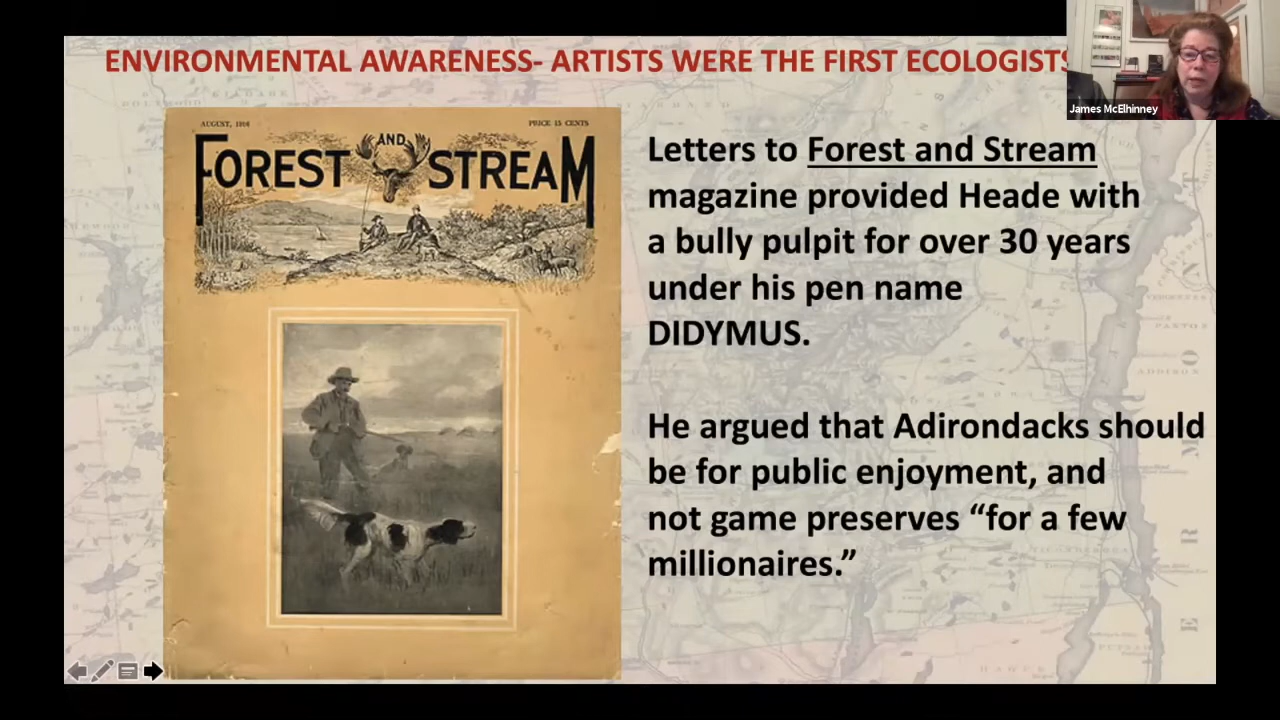 ENVIRONMENTAL AWARENESS- ARTISTS WERE THE FIRST ECOLOGISTS
James McElhinney
AUGUST, 1916
PRICE 15 CENTS
FOREST AND STREAM
Letters to Forest and Stream
magazine provided Heade with
a bully pulpit for over 30 years
under his pen name
DIDYMUS.
He argued that Adirondacks should
be for public enjoyment, and
not game preserves “for a few
millionaires.”